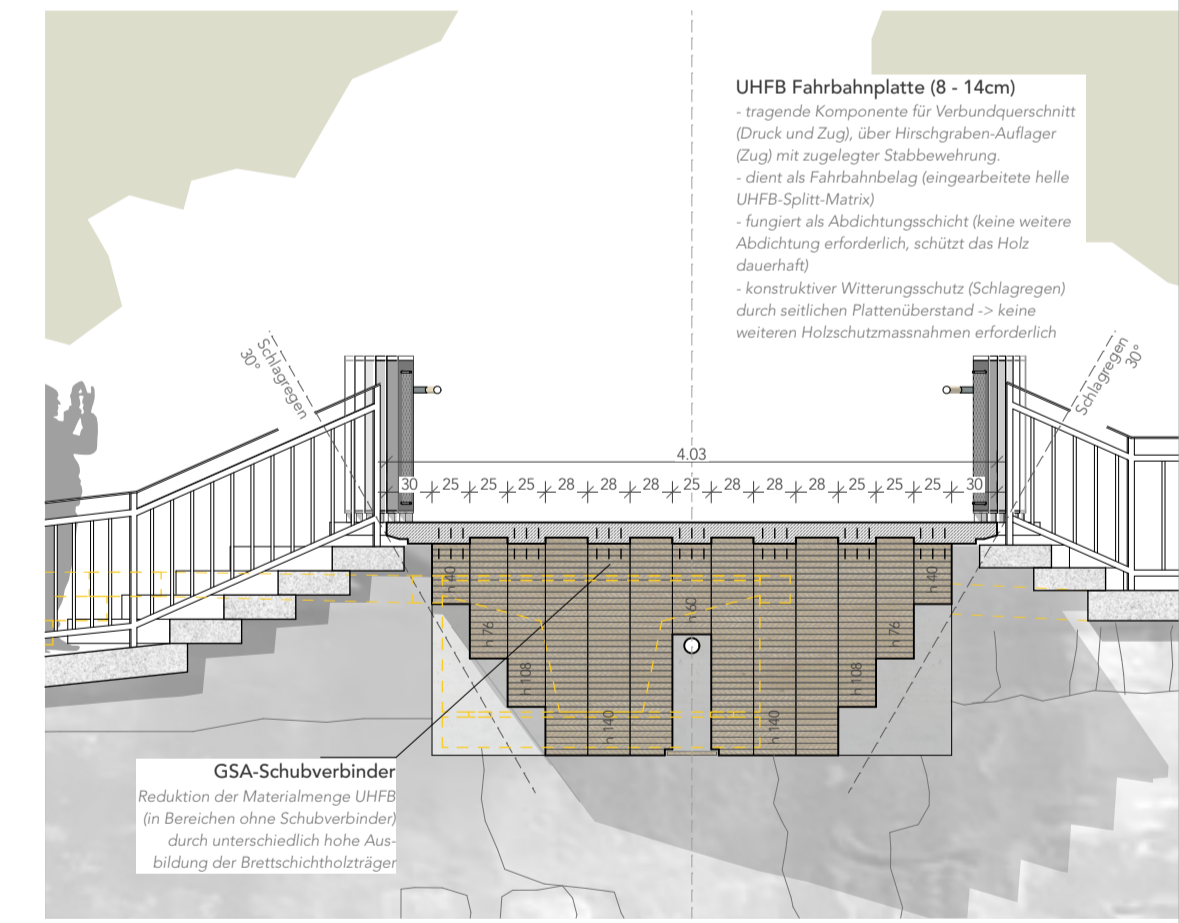 UHFB Fahrbahnplatte (8 - 14cm)
- tragende Komponente für Verbundquerschnitt
(Druck und Zug), über Hirschgraben-Auflager
(Zug) mit zugelegter Stabbewehrung.
- dient als Fahrbahnbelag (eingearbeitete helle
UHFB-Splitt-Matrix)
- fungiert als Abdichtungsschicht (keine weitere
Abdichtung erforderlich, schützt das Holz
dauerhaft)
- konstruktiver Witterungsschutz (Schlagregen)
durch seitlichen Plattenüberstand -> keine
weiteren Holzschutzmassnahmen erforderlich
Schlagregen
30°
Schlagregen
30°
4.03
30 25 25 25 28 28 28 25 28 28 28 25 25 25 30
h 40
h 76
h 108
h 140
h 60
h 140
h 108
h 76
h 40
GSA-Schubverbinder
Reduktion der Materialmenge UHFB
(in Bereichen ohne Schubverbinder)
durch unterschiedlich hohe Aus-
bildung der Brettschichtholzträger